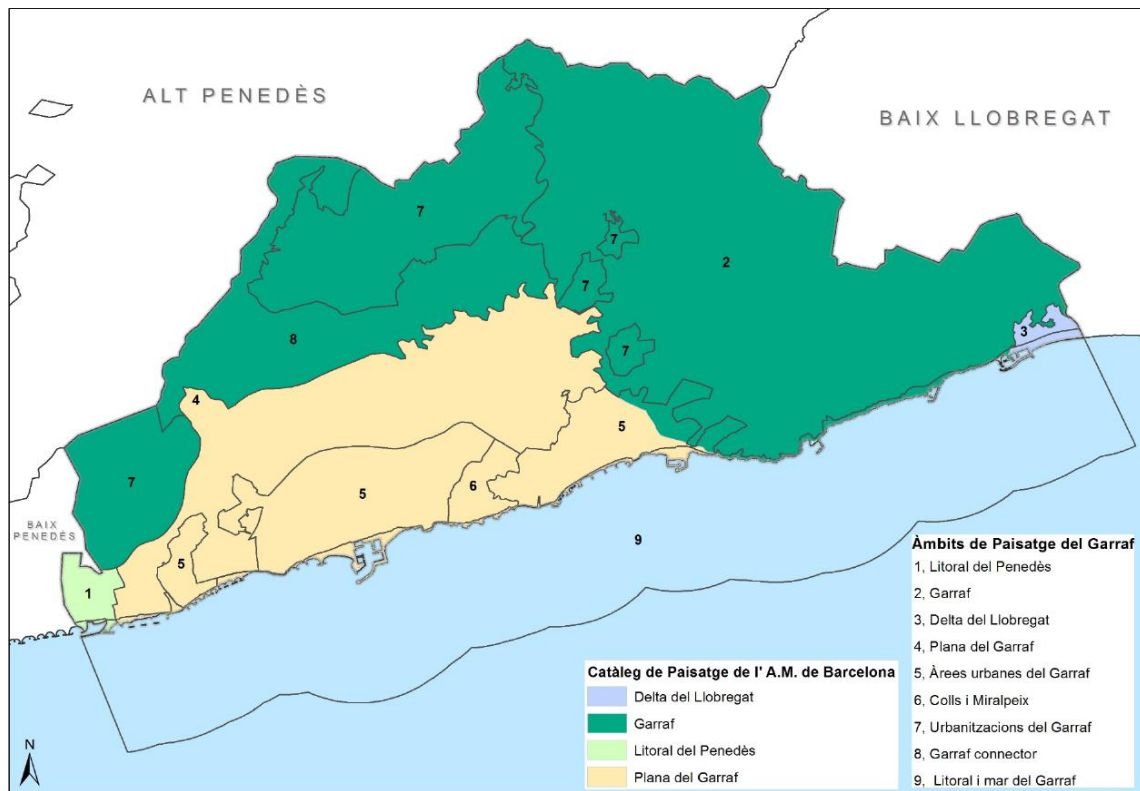 ALT PENEDÈS
BAIX LLOBREGAT
7
7
2
7
8
3
7
4
5
7
5
6
BAIX
PENEDÈS
5
9
1
Àmbits de Paisatge del Garraf
1, Litoral del Penedès
2, Garraf
3, Delta del Llobregat
4, Plana del Garraf
5, Àrees urbanes del Garraf
6, Colls i Miralpeix
7, Urbanitzacions del Garraf
8, Garraf connector
9, Litoral i mar del Garraf
Catàleg de Paisatge de l' A.M. de Barcelona
Delta del Llobregat
Garraf
Litoral del Penedès
Plana del Garraf
N